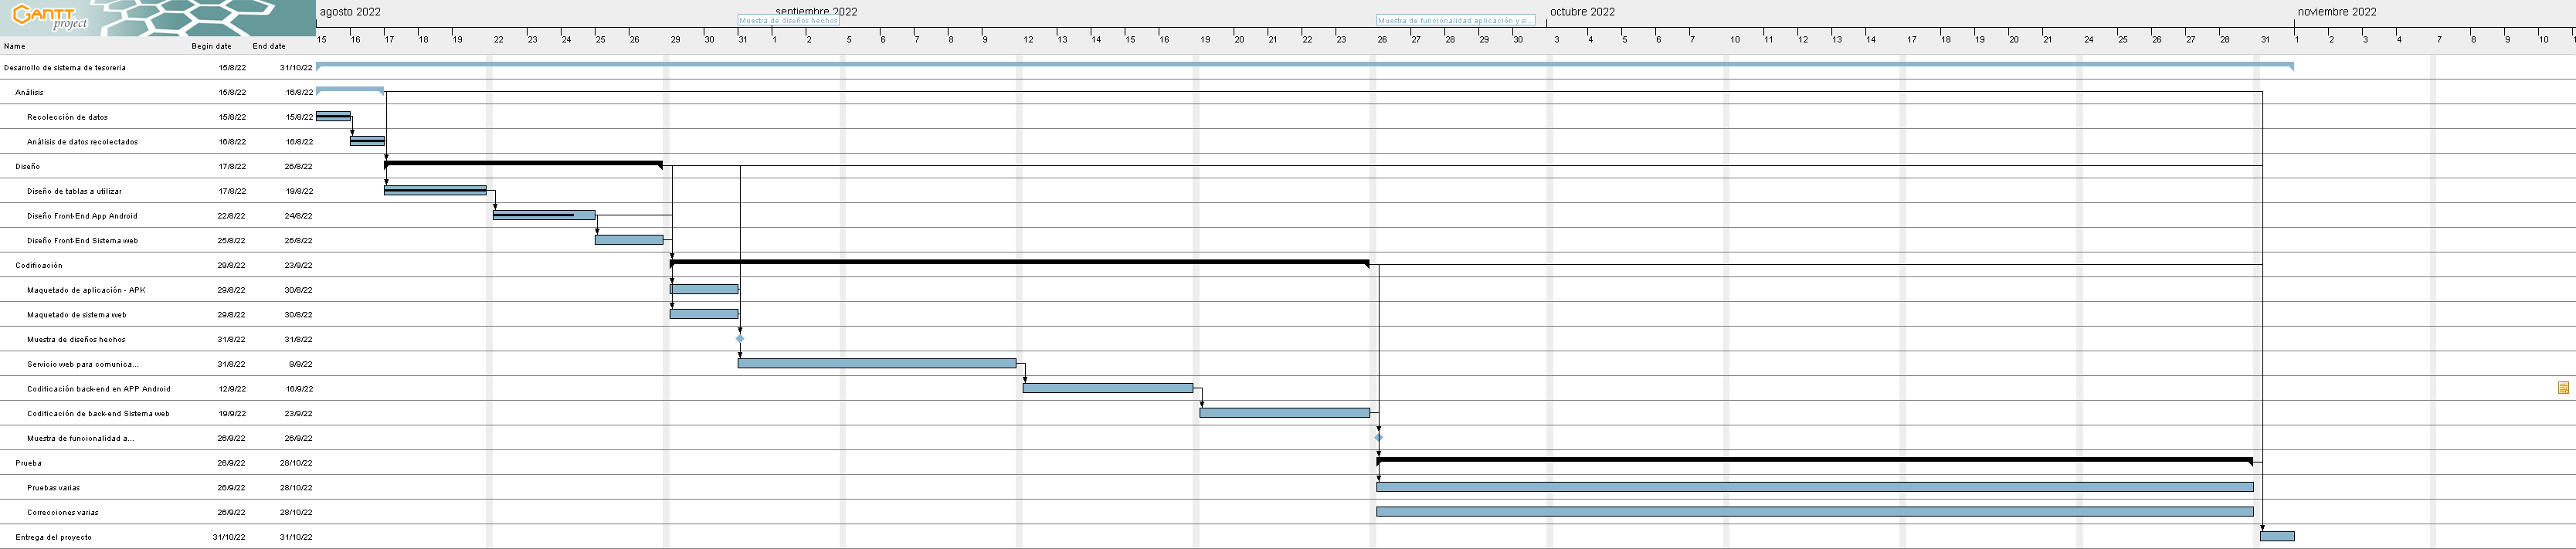 GANTT project
agosto 2022 septiembre 2022 octubre 2022 noviembre 2022
Muestra de diseños hechos Muestra de funcionalidad aplicación y si...
Name Begin date End date
15 16 17 18 19 22 23 24 25 26 29 30 31 1 2 5 6 7 8 9 12 13 14 15 16 19 20 21 22 23 26 27 28 29 30 3 4 5 6 7 10 11 12 13 14 17 18 19 20 21 24 25 26 27 28 31 1 2 3 4 7 8 9 10 1
Desarrollo de sistema de tesoreria 15/8/22 31/10/22
Análisis 15/8/22 16/8/22
Recolección de datos 15/8/22 15/8/22
Análisis de datos recolectados 16/8/22 16/8/22
Diseño 17/8/22 26/8/22
Diseño de tablas a utilizar 17/8/22 19/8/22
Diseño Front-End App Android 22/8/22 24/8/22
Diseño Front-End Sistema web 25/8/22 26/8/22
Codificación 29/8/22 23/9/22
Maquetado de aplicación - APK 29/8/22 30/8/22
Maquetado de sistema web 29/8/22 30/8/22
Muestra de diseños hechos 31/8/22 31/8/22
Servicio web para comunica... 31/8/22 9/9/22
Codificación back-end en APP Android 12/9/22 16/9/22
Codificación de back-end Sistema web 19/9/22 23/9/22
Muestra de funcionalidad a... 26/9/22 26/9/22
Prueba 26/9/22 28/10/22
Pruebas varias 26/9/22 28/10/22
Correcciones varias 26/9/22 28/10/22
Entrega del proyecto 31/10/22 31/10/22